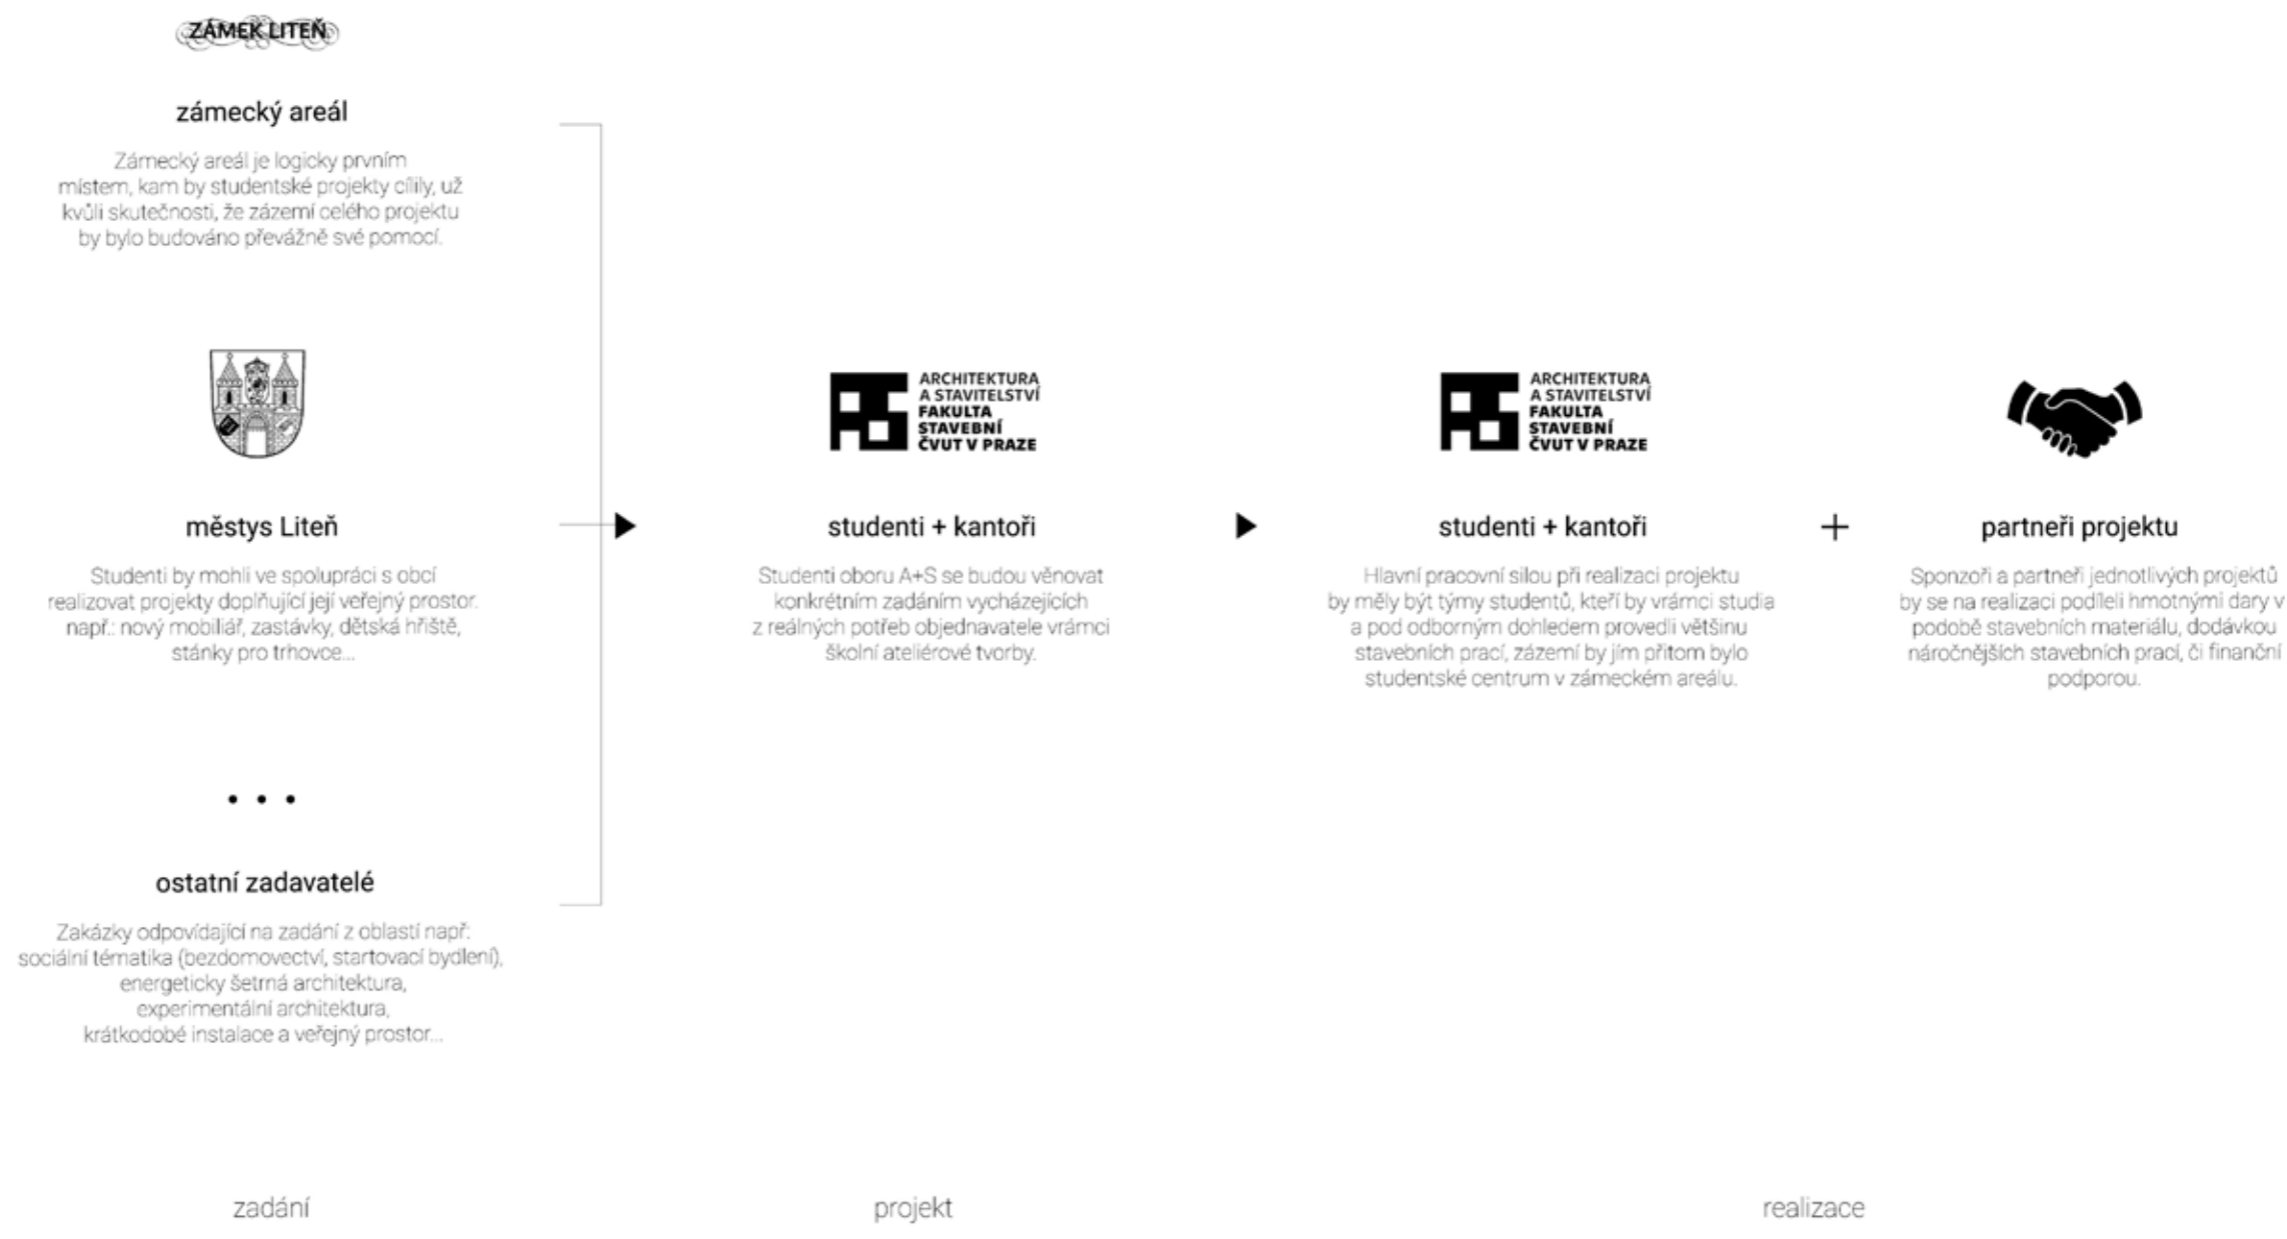 ZÁMEK LITEŇ
zámecký areál
Zámecký areál je logicky prvním
místem, kam by studentské projekty cílily, už
kvůli skutečnosti, že zázemí celého projektu
by bylo budováno převážně své pomocí.
městys Liteň
Studenti by mohli ve spolupráci s obcí
realizovat projekty doplňující její veřejný prostor.
např.: nový mobiliář, zastávky, dětská hřiště,
stánky pro trhovce...
ostatní zadavatelé
Zakázky odpovídající na zadání z oblastí např:
sociální tématika (bezdomovectví, startovací bydlení),
energeticky šetrná architektura,
experimentální architektura,
krátkodobé instalace a veřejný prostor...
zadání
ARCHITEKTURA
A STAVITELSTVÍ
FAKULTA
STAVEBNÍ
ČVUT V PRAZE
studenti + kantoři
Studenti oboru A+S se budou věnovat
konkrétním zadáním vycházejících
z reálných potřeb objednavatele vrámci
školní ateliérové tvorby.
projekt
ARCHITEKTURA
A STAVITELSTVÍ
FAKULTA
STAVEBNÍ
ČVUT V PRAZE
studenti + kantoři
Hlavní pracovní silou při realizaci projektu
by měly být týmy studentů, kteří by vrámci studia
a pod odborným dohledem provedli většinu
stavebních prací, zázemí by jím přitom bylo
studentské centrum v zámeckém areálu.
+
partneři projektu
Sponzoři a partneři jednotlivých projektů
by se na realizaci podíleli hmotnými dary v
podobě stavebních materiálu, dodávkou
náročnějších stavebních prací, či finanční
podporou.
realizace